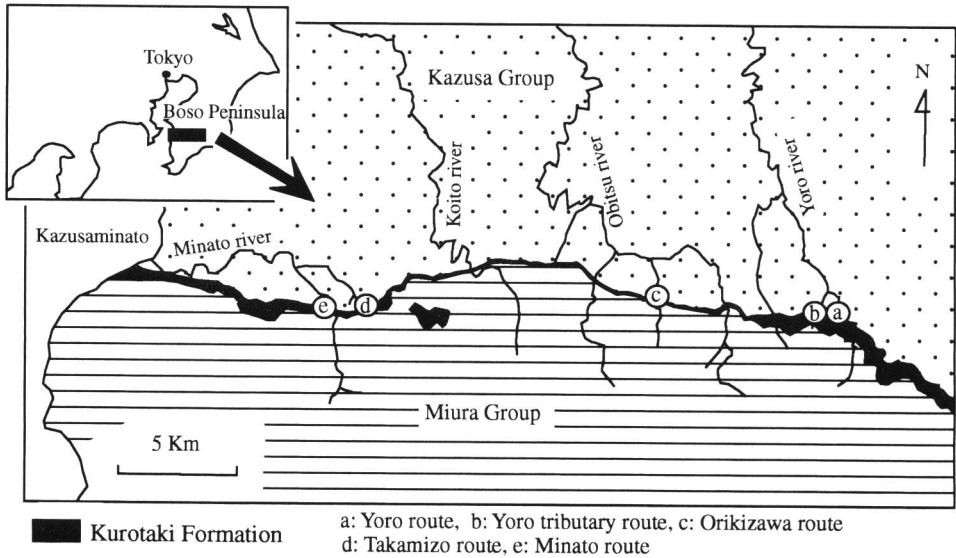 Tokyo
Boso Peninsula
Kazusa Group
N
Koito river
Obitsu river
Yoro river
Kazusaminato
Minato river
e
d
c
b
a
Miura Group
5 Km
Kurotaki Formation
a: Yoro route, b: Yoro tributary route, c: Orikizawa route
d: Takamizo route, e: Minato route